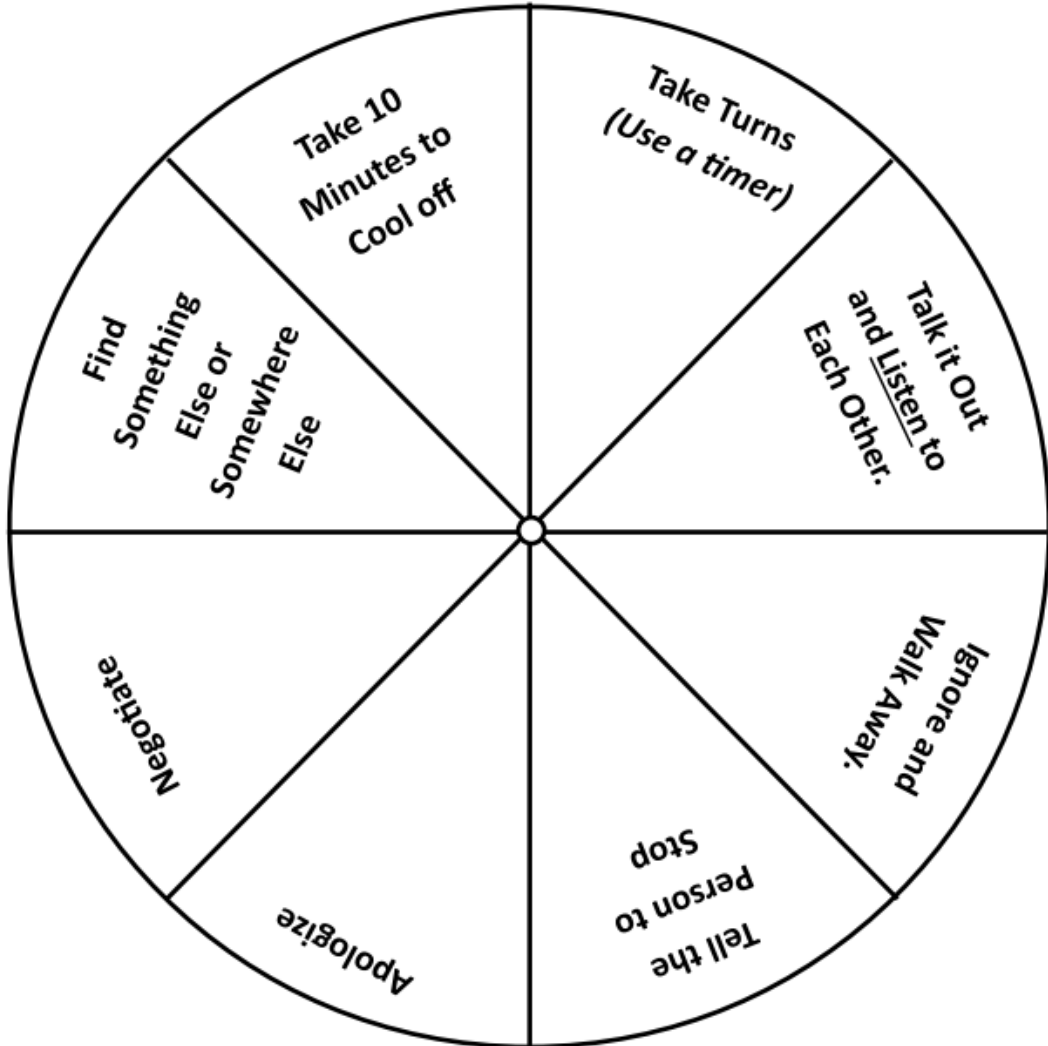 Take Turns
(Use a timer)
Talk it Out
and Listen to
Each Other.
Ignore and
Walk Away.
Tell the
Person to
Stop
Apologize
Negotiate
Find
Something
Else or
Somewhere
Else
Take 10
Minutes to
Cool off